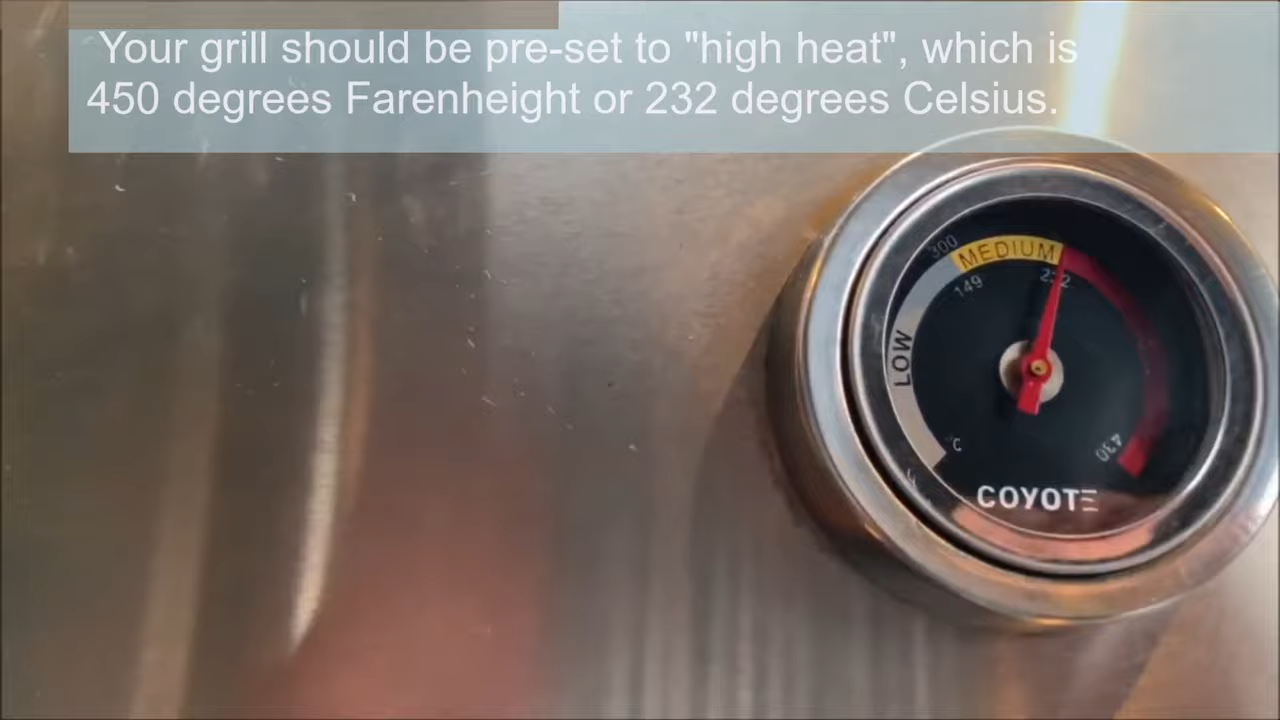 Your grill should be pre-set to "high heat", which is
450 degrees Farenheight or 232 degrees Celsius.
300
MEDIUM
149
232
LOW
°C
430
COYOTE